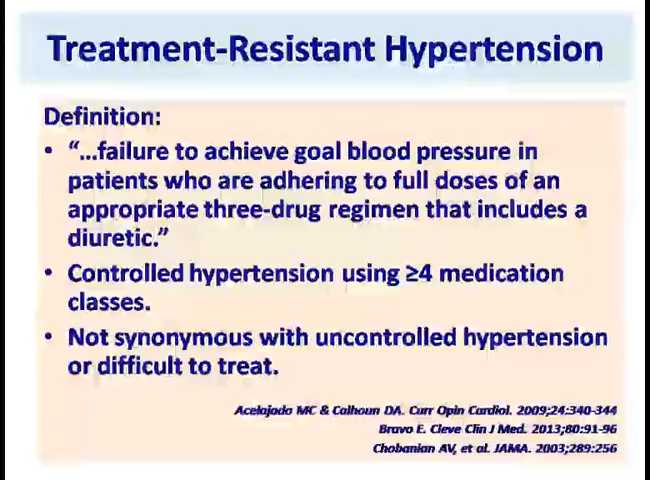 Treatment-Resistant Hypertension
Definition:
• “...failure to achieve goal blood pressure in
patients who are adhering to full doses of an
appropriate three-drug regimen that includes a
diuretic.”
• Controlled hypertension using ≥4 medication
classes.
• Not synonymous with uncontrolled hypertension
or difficult to treat.
Acelajado MC & Calhoun DA. Curr Opin Cardiol. 2009;24:340-344
Bravo E. Cleve Clin J Med. 2013;80:91-96
Chobanian AV, et al. JAMA. 2003;289:256